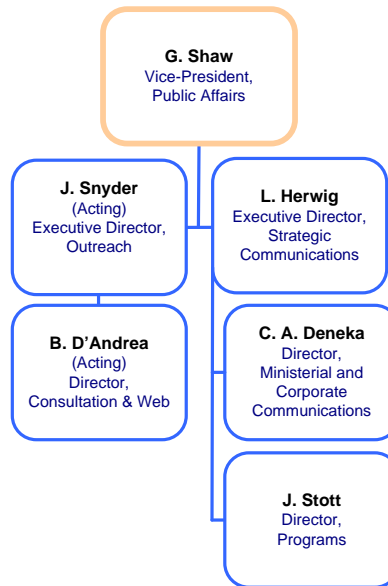 G. Shaw
Vice-President,
Public Affairs
J. Snyder
(Acting)
Executive Director,
Outreach
L. Herwig
Executive Director,
Strategic
Communications
B. D'Andrea
(Acting)
Director,
Consultation & Web
C. A. Deneka
Director,
Ministerial and
Corporate
Communications
J. Stott
Director,
Programs